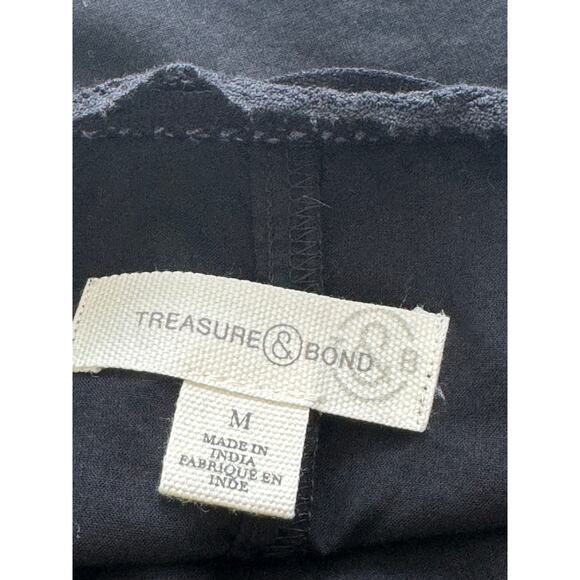 TREASURE & BOND
& B
M
MADE IN
INDIA
FABRIQUÉ EN
INDE